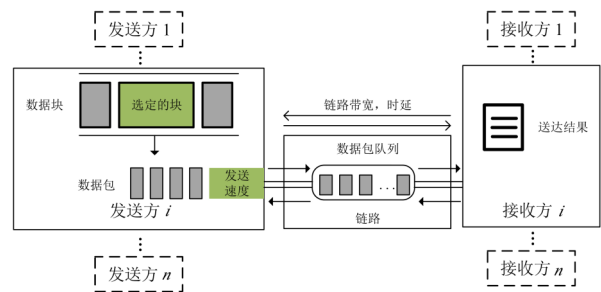 发送方 1
接收方 1
数据块
选定的块
链路带宽，时延
送达结果
数据包队列
数据包
发送
速度
...
发送方 i
链路
接收方 i
发送方 n
接收方 n